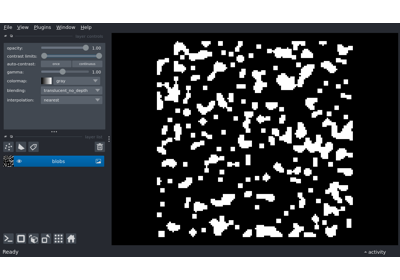 File View Plugins Window Help
opacity: 1.00
contrast limits:
auto-contrast: once continuous
gamma: 1.00
colormap: gray
blending: translucent_no_depth
interpolation: nearest
blobs
Ready
activity